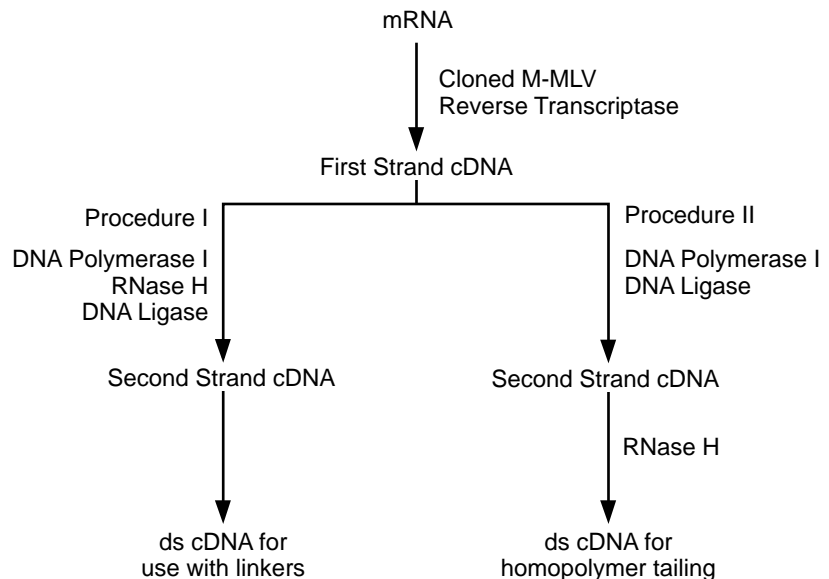 mRNA
Cloned M-MLV
Reverse Transcriptase
First Strand cDNA
Procedure I
DNA Polymerase I
RNase H
DNA Ligase
Second Strand cDNA
ds cDNA for
use with linkers
Procedure II
DNA Polymerase I
DNA Ligase
Second Strand cDNA
RNase H
ds cDNA for
homopolymer tailing